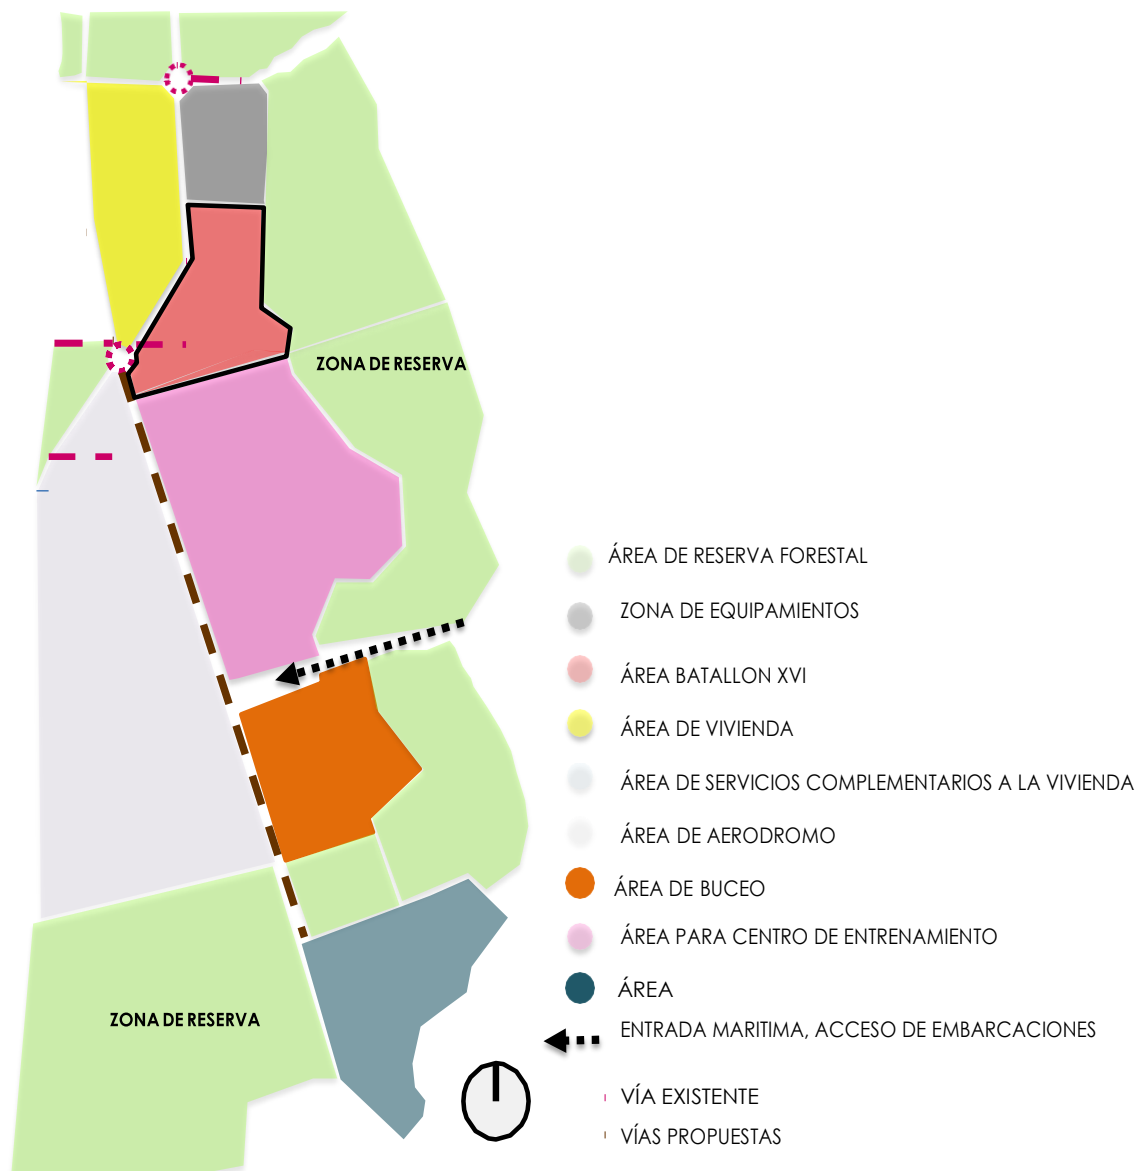 ZONA DE RESERVA
ÁREA DE RESERVA FORESTAL
ZONA DE EQUIPAMIENTOS
ÁREA BATALLON XVI
ÁREA DE VIVIENDA
ÁREA DE SERVICIOS COMPLEMENTARIOS A LA VIVIENDA
ÁREA DE AERODROMO
ÁREA DE BUCEO
ÁREA PARA CENTRO DE ENTRENAMIENTO
ÁREA
ZONA DE RESERVA
ENTRADA MARITIMA, ACCESO DE EMBARCACIONES
VÍA EXISTENTE
VÍAS PROPUESTAS